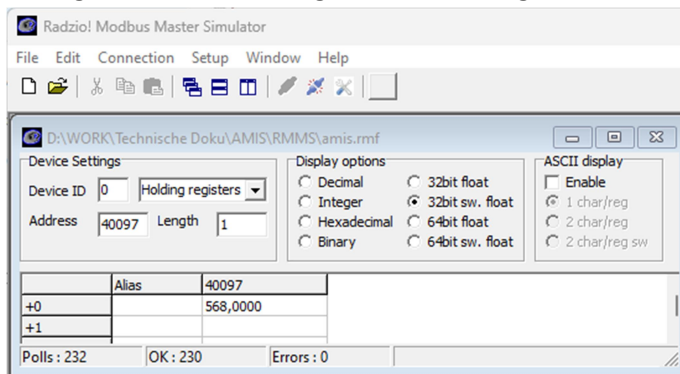 Radzio! Modbus Master Simulator
File Edit Connection Setup Window Help
D:\WORK\Technische Doku\AMIS\RMMS\amis.rmf
Device Settings
Device ID 0 Holding registers
Address 40097 Length 1
Display options
Decimal 32bit float
Integer 32bit sw. float
Hexadecimal 64bit float
Binary 64bit sw. float
ASCII display
Enable
1 char/reg
2 char/reg
2 char/reg sw
Alias 40097
+0 568,0000
+1
Polls : 232 OK : 230 Errors : 0